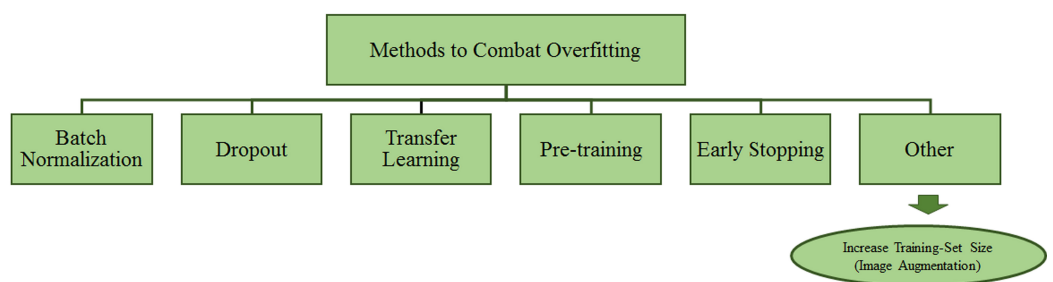 Methods to Combat Overfitting
Batch
Normalization
Dropout
Transfer
Learning
Pre-training
Early Stopping
Other
Increase Training-Set Size
(Image Augmentation)